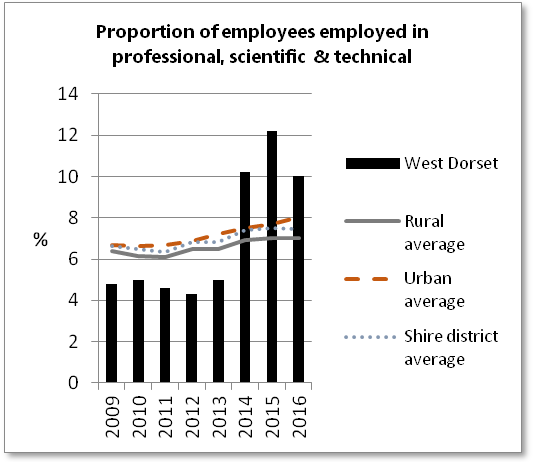 Proportion of employees employed in
professional, scientific & technical
14
12
10
8
6
4
2
0
%
2009
2010
2011
2012
2013
2014
2015
2016
West Dorset
Rural
average
Urban
average
Shire district
average